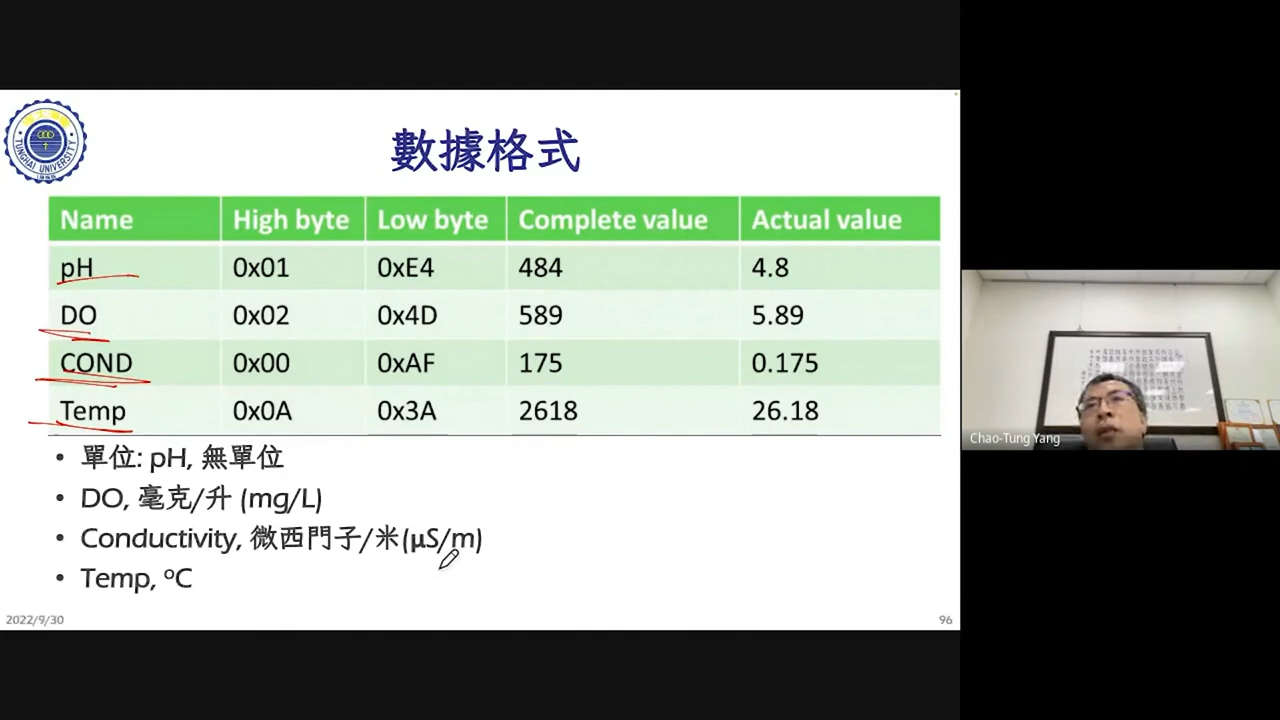 TUNGHAI UNIVERSITY
數據格式
Name High byte Low byte Complete value Actual value
pH 0x01 0xE4 484 4.8
DO 0x02 0x4D 589 5.89
COND 0x00 0xAF 175 0.175
Temp 0x0A 0x3A 2618 26.18
• 單位: pH, 無單位
• DO, 毫克/升 (mg/L)
• Conductivity, 微西門子/米(μS/m)
• Temp, ºC
2022/9/30
96
Chao-Tung Yang